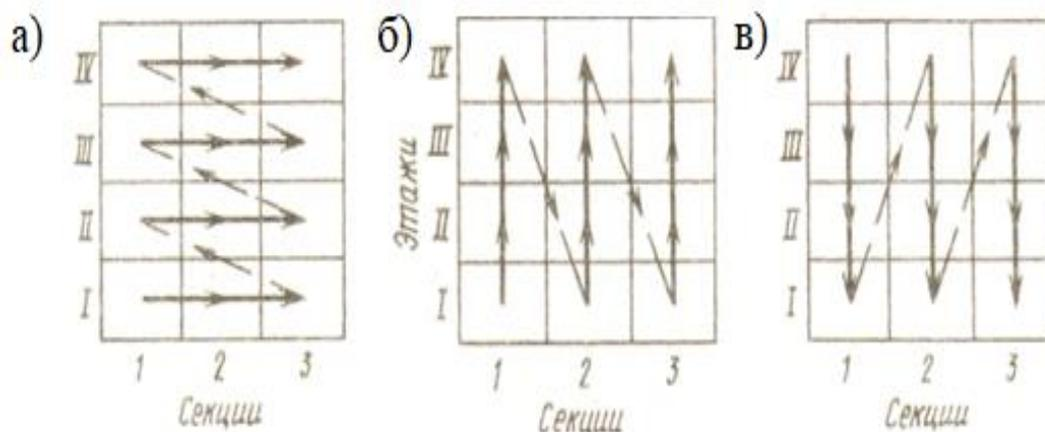 а)
IV
III
II
I
1 2 3
Секции
б)
Этажи
IV
III
II
I
1 2 3
Секции
в)
IV
III
II
I
1 2 3
Секции